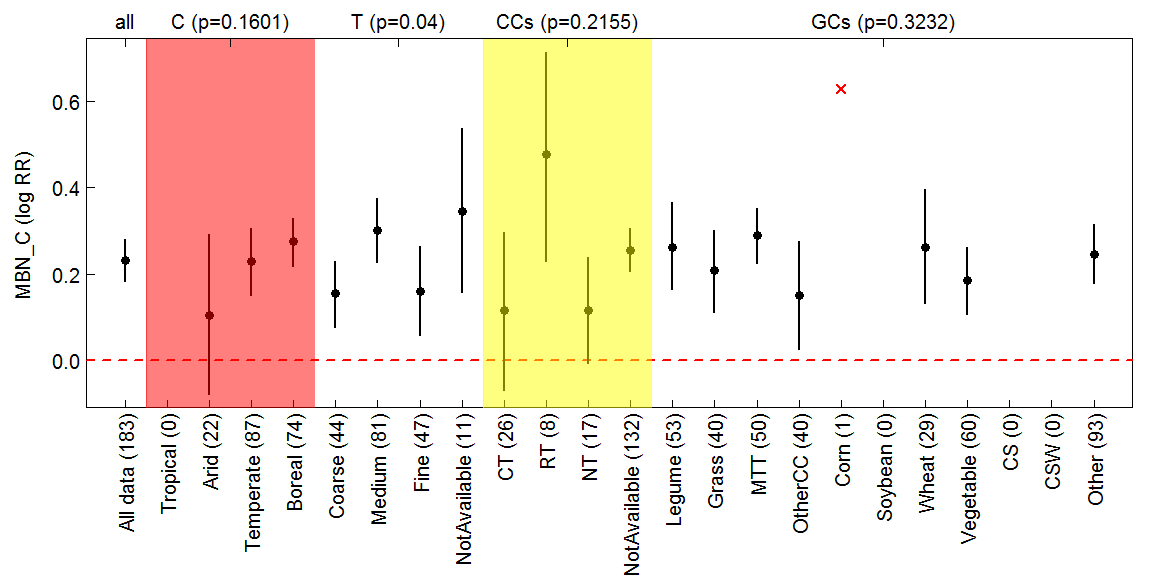 all
C (p=0.1601)
T (p=0.04)
CCs (p=0.2155)
GCs (p=0.3232)
MBN_C (log RR)
0.6
0.4
0.2
0.0
All data (183)
Tropical (0)
Arid (22)
Temperate (87)
Boreal (74)
Coarse (44)
Medium (81)
Fine (47)
NotAvailable (11)
CT (26)
RT (8)
NT (17)
NotAvailable (132)
Legume (53)
Grass (40)
MTT (50)
OtherCC (40)
Corn (1)
Soybean (0)
Wheat (29)
Vegetable (60)
CS (0)
CSW (0)
Other (93)